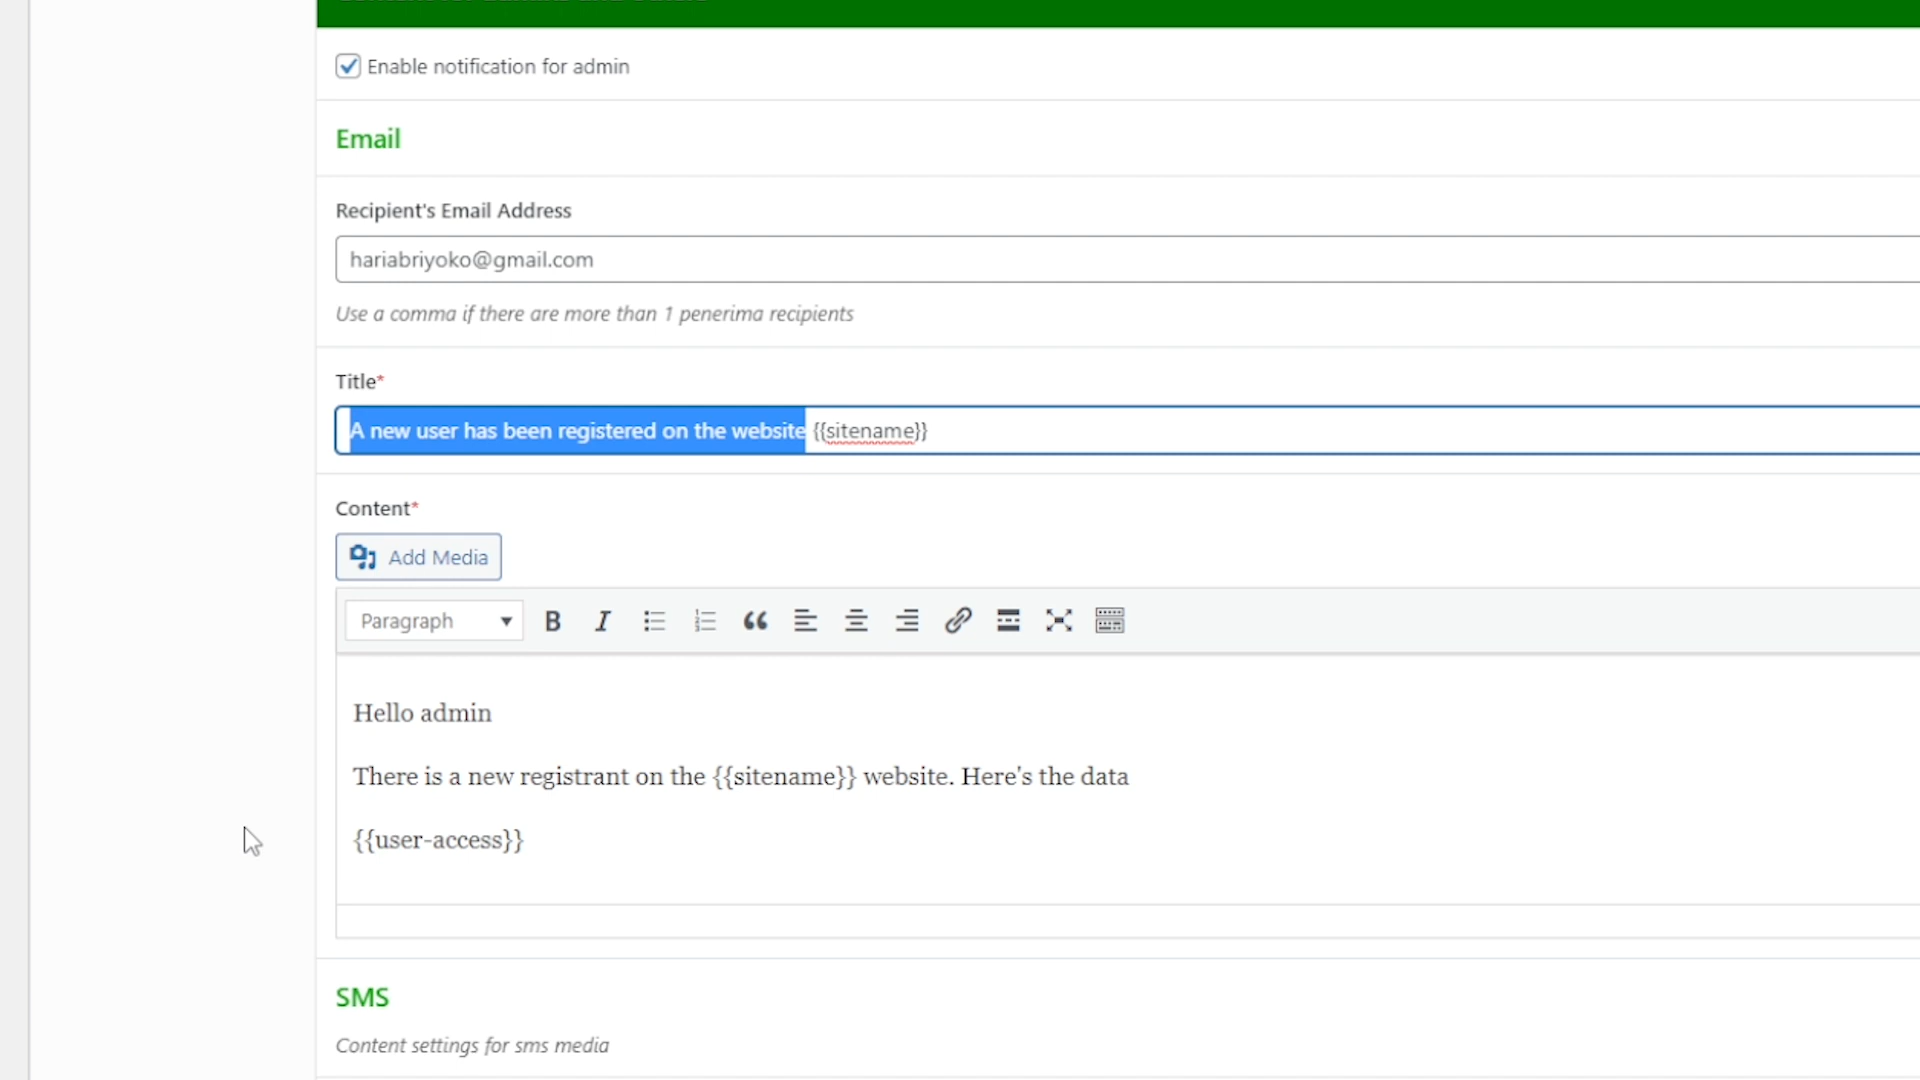 Enable notification for admin
Email
Recipient's Email Address
hariabriyoko@gmail.com
Use a comma if there are more than 1 penerima recipients
Title*
A new user has been registered on the website {{sitename}}
Content*
Add Media
Paragraph
Hello admin
There is a new registrant on the {{sitename}} website. Here's the data
{{user-access}}
SMS
Content settings for sms media